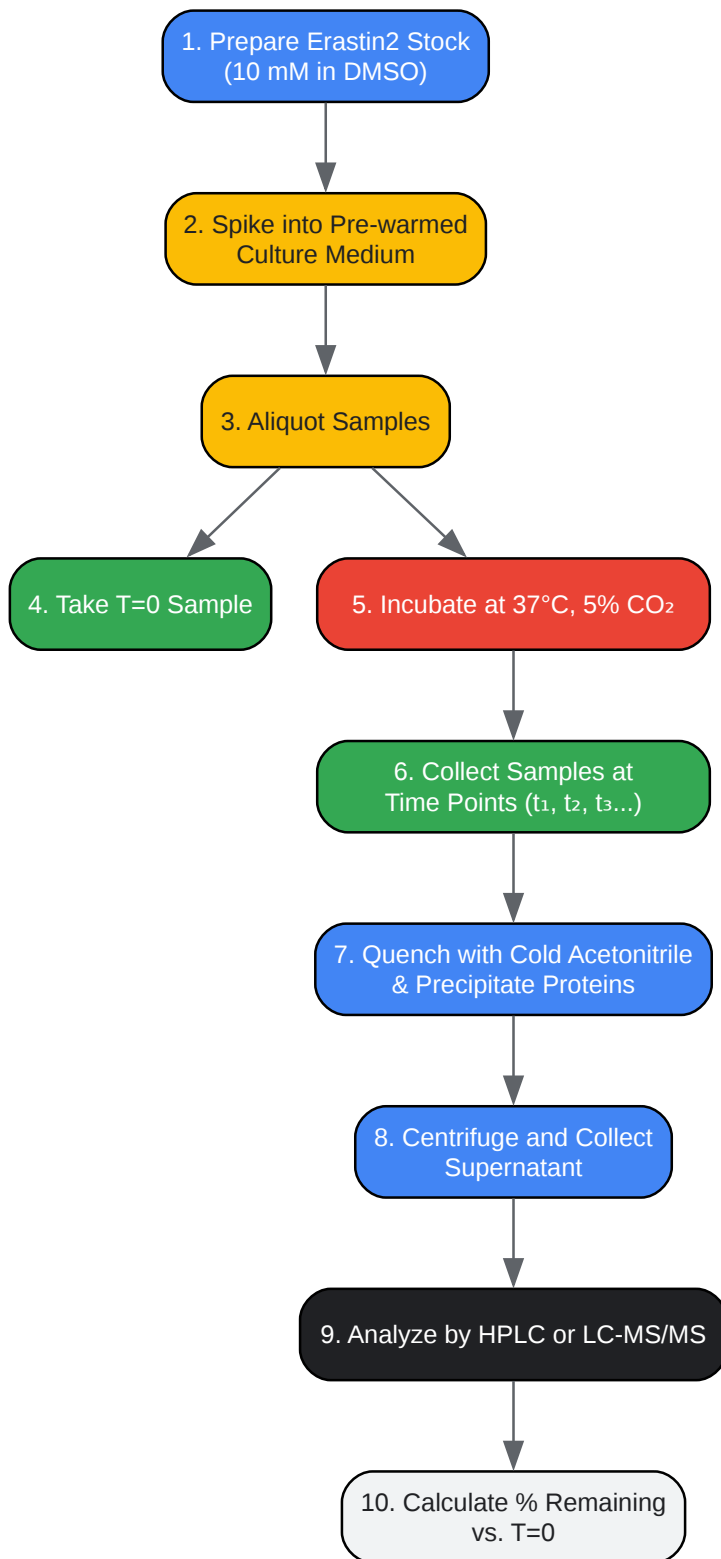 1. Prepare Erastin2 Stock
(10 mM in DMSO)
2. Spike into Pre-warmed
Culture Medium
3. Aliquot Samples
4. Take T=0 Sample
5. Incubate at 37°C, 5% CO₂
6. Collect Samples at
Time Points (t₁, t₂, t₃...)
7. Quench with Cold Acetonitrile
& Precipitate Proteins
8. Centrifuge and Collect
Supernatant
9. Analyze by HPLC or LC-MS/MS
10. Calculate % Remaining
vs. T=0